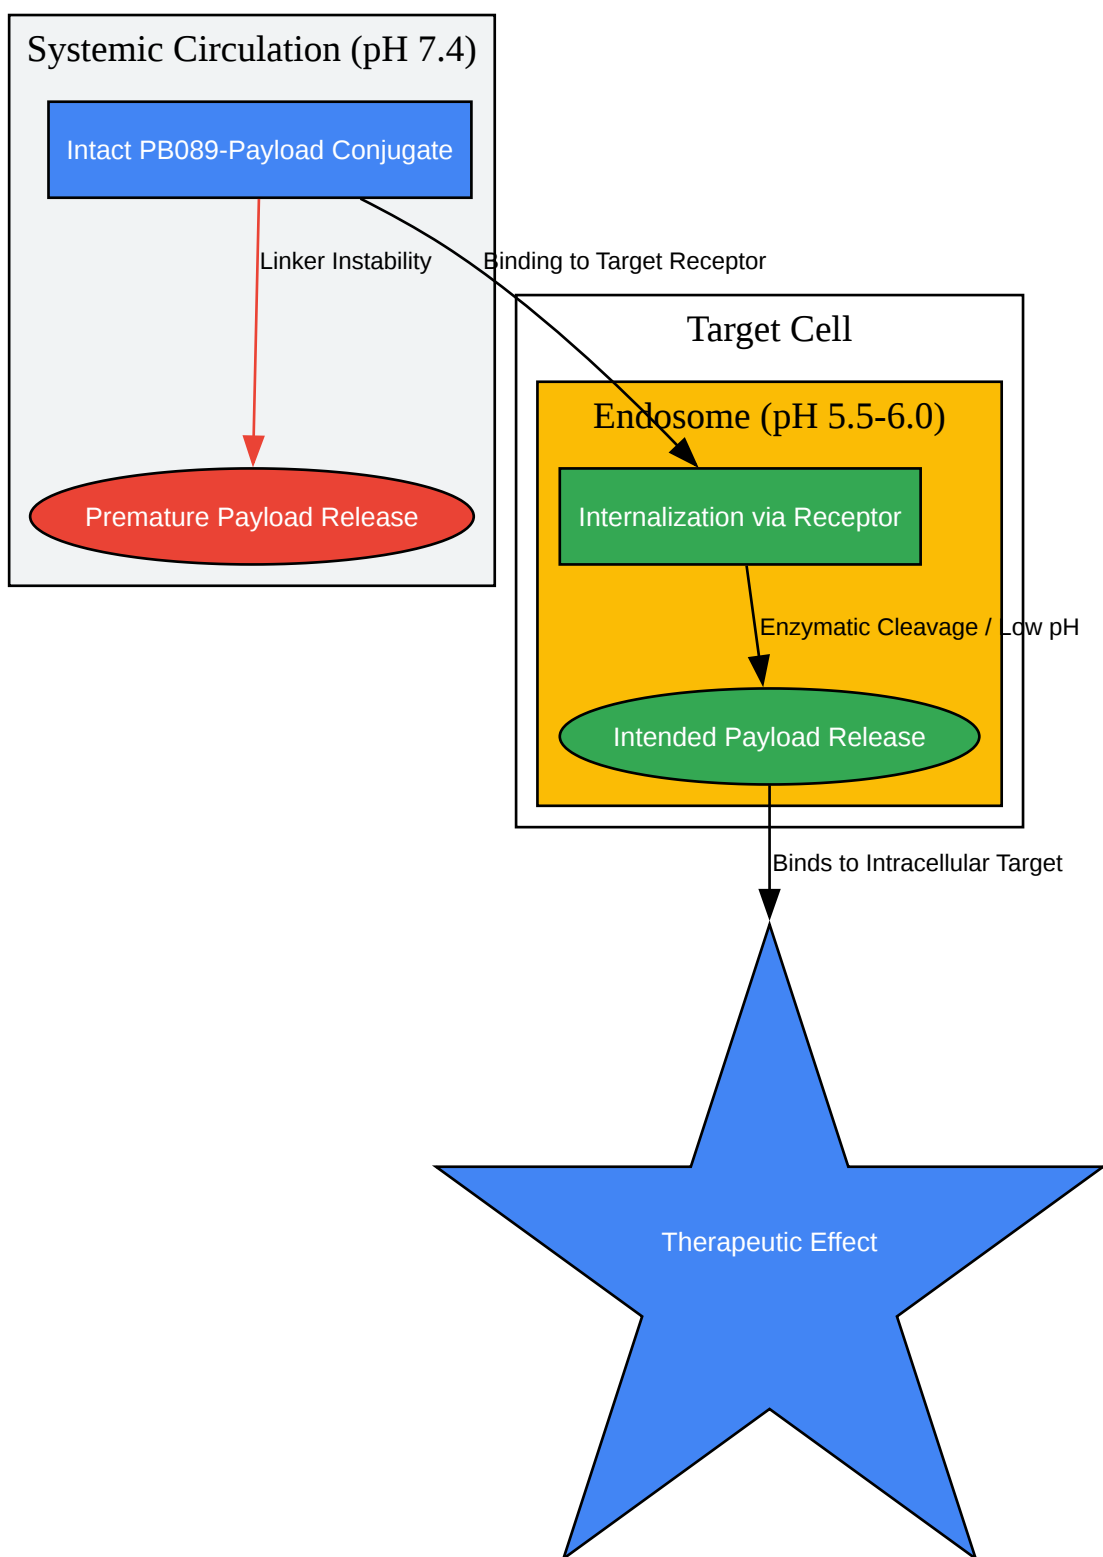 Systemic Circulation (pH 7.4)
Intact PB089-Payload Conjugate
Linker Instability
Binding to Target Receptor
Premature Payload Release
Target Cell
Endosome (pH 5.5-6.0)
Internalization via Receptor
Enzymatic Cleavage / Low pH
Intended Payload Release
Binds to Intracellular Target
Therapeutic Effect